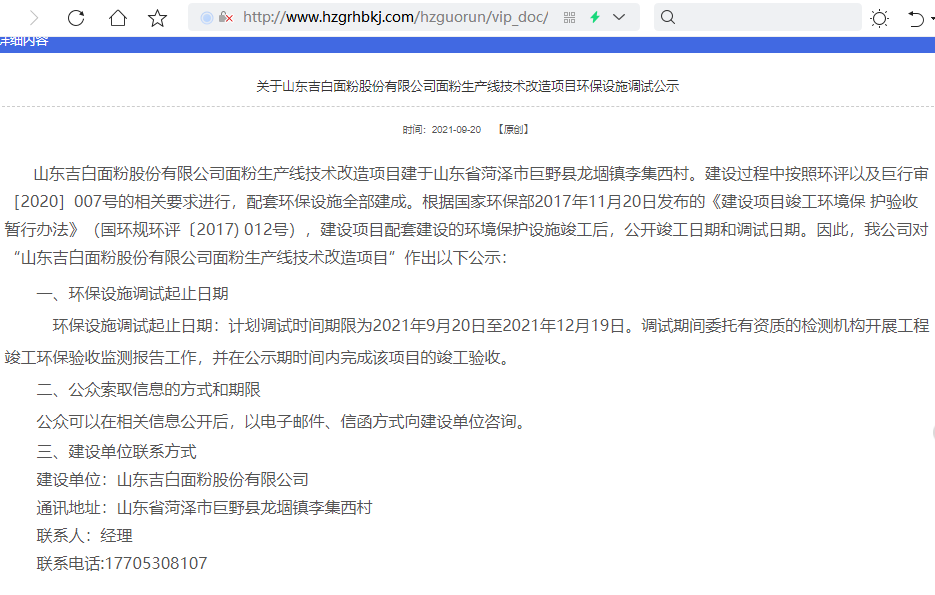 http://www.hzgrhbkj.com/hzguorun/vip_doc/
详细内容
关于山东吉白面粉股份有限公司面粉生产线技术改造项目环保设施调试公示
时间：2021-09-20 【原创】
山东吉白面粉股份有限公司面粉生产线技术改造项目建于山东省菏泽市巨野县龙堌镇李集西村。建设过程中按照环评以及巨行审
[2020] 007号的相关要求进行，配套环保设施全部建成。根据国家环保部2017年11月20日发布的《建设项目竣工环境保 护验收
暂行办法》（国环规环评〔2017) 012号），建设项目配套建设的环境保护设施竣工后，公开竣工日期和调试日期。因此，我公司对
“山东吉白面粉股份有限公司面粉生产线技术改造项目”作出以下公示：
一、环保设施调试起止日期
环保设施调试起止日期：计划调试时间期限为2021年9月20日至2021年12月19日。调试期间委托有资质的检测机构开展工程
竣工环保验收监测报告工作，并在公示期时间内完成该项目的竣工验收。
二、公众索取信息的方式和期限
公众可以在相关信息公开后，以电子邮件、信函方式向建设单位咨询。
三、建设单位联系方式
建设单位：山东吉白面粉股份有限公司
通讯地址：山东省菏泽市巨野县龙堌镇李集西村
联系人：经理
联系电话:17705308107